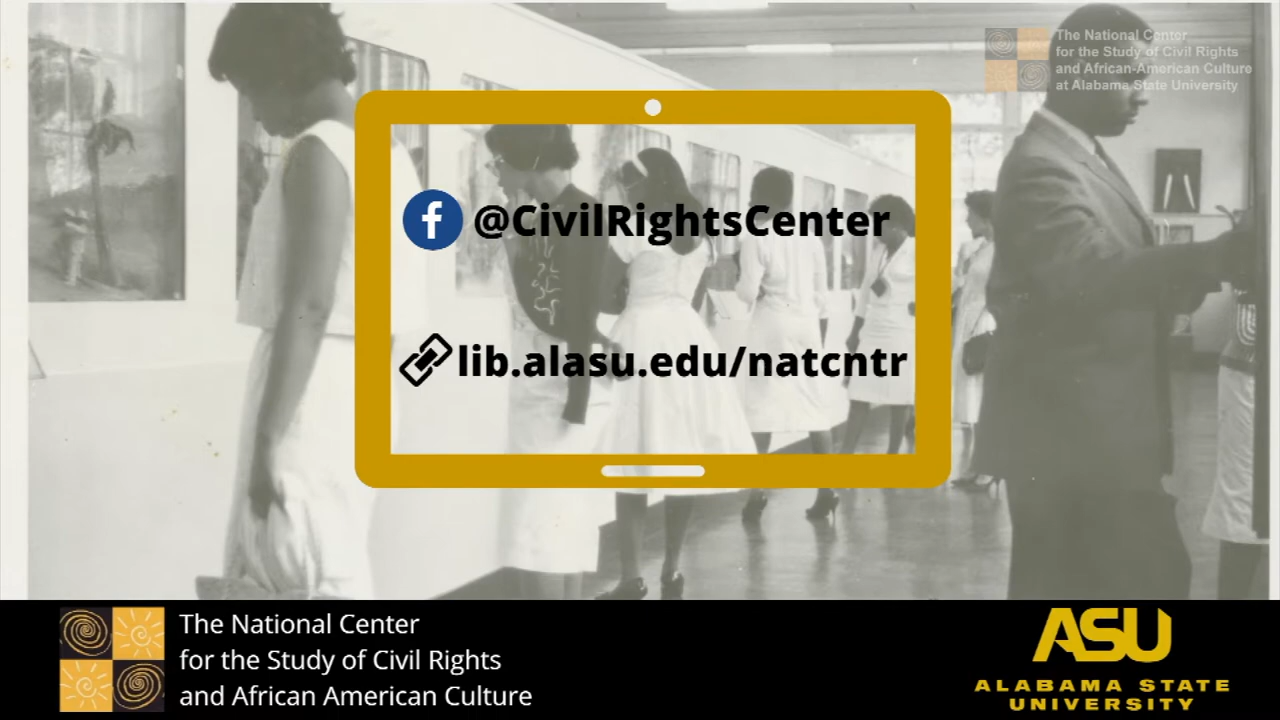 The National Center
for the Study of Civil Rights
and African-American Culture
at Alabama State University
f @CivilRightsCenter
lib.alasu.edu/natcntr
The National Center
for the Study of Civil Rights
and African American Culture
ASU
ALABAMA STATE
UNIVERSITY